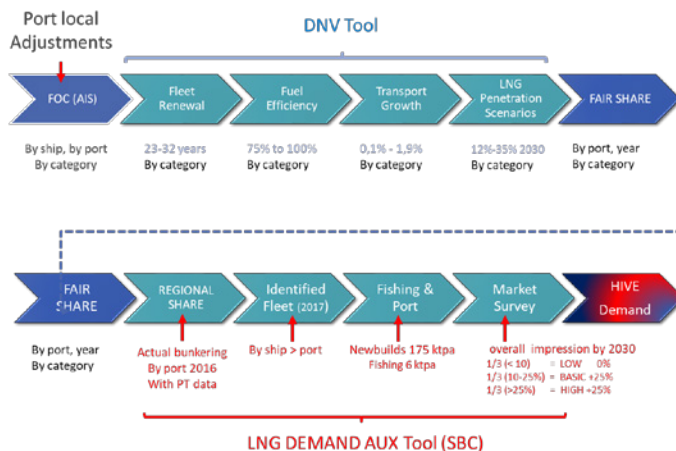 Port local
Adjustments
DNV Tool
FOC (AIS)
Fleet
Renewal
Fuel
Efficiency
Transport
Growth
LNG
Penetration
Scenarios
FAIR SHARE
By ship, by port
By category
23-32 years
By category
75% to 100%
By category
0,1% - 1,9%
By category
12%-35% 2030
By category
By port, year
By category
FAIR
SHARE
REGIONAL
SHARE
Identified
Fleet (2017)
Fishing &
Port
Market
Survey
HIVE
Demand
By port, year
By category
Actual bunkering
By port 2016
With PT data
By ship > port
Newbuilds 175 ktpa
Fishing 6 ktpa
overall impression by 2030
1/3 (< 10) = LOW 0%
1/3 (10-25%) = BASIC +25%
1/3 (>25%) = HIGH +25%
LNG DEMAND AUX Tool (SBC)